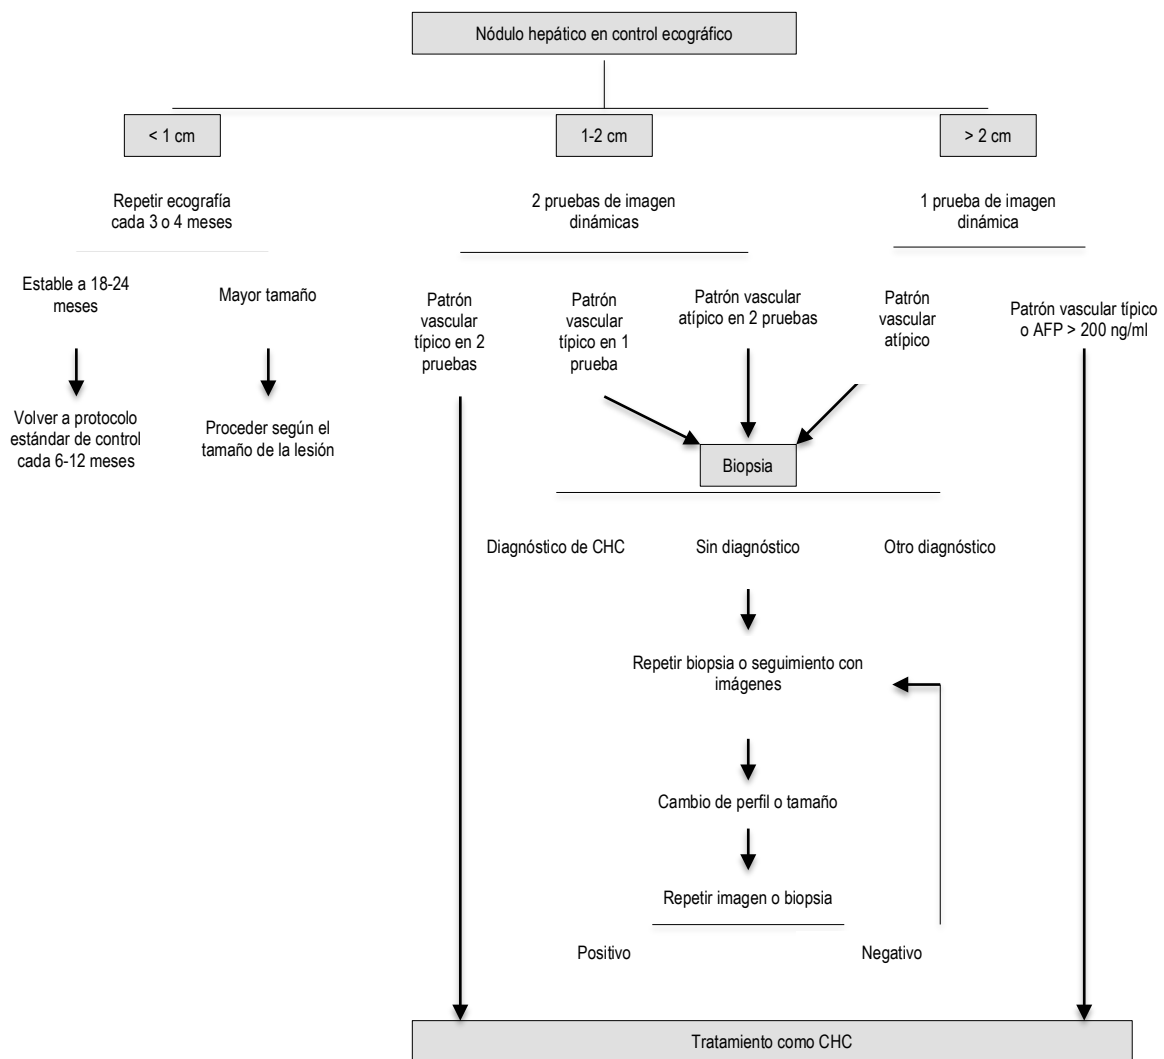 Nódulo hepático en control ecográfico
< 1 cm
1-2 cm
> 2 cm
Repetir ecografía
cada 3 o 4 meses
2 pruebas de imagen
dinámicas
1 prueba de imagen
dinámica
Estable a 18-24
meses
Mayor tamaño
Patrón
vascular
típico en 2
pruebas
Patrón
vascular
típico en 1
prueba
Patrón vascular
atípico en 2 pruebas
Patrón
vascular
atípico
Patrón vascular típico
o AFP > 200 ng/ml
Volver a protocolo
estándar de control
cada 6-12 meses
Proceder según el
tamaño de la lesión
Biopsia
Diagnóstico de CHC
Sin diagnóstico
Otro diagnóstico
Repetir biopsia o seguimiento con
imágenes
Cambio de perfil o tamaño
Repetir imagen o biopsia
Positivo
Negativo
Tratamiento como CHC